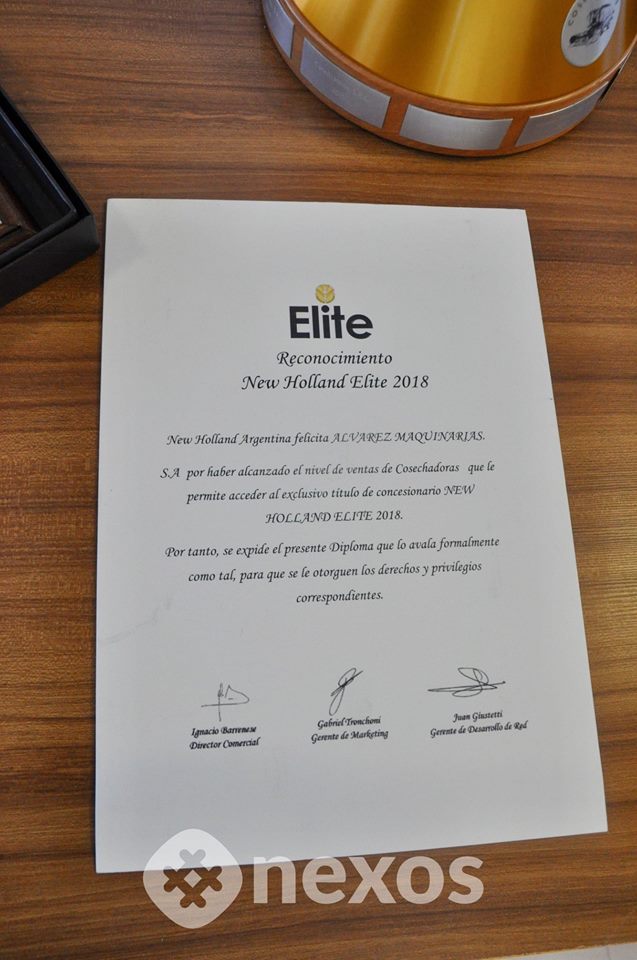 Elite
Reconocimiento
New Holland Elite 2018
New Holland Argentina felicita ALVAREZ MAQUINARIAS.
S.A por haber alcanzado el nivel de ventas de Cosechadoras que le
permite acceder al exclusivo título de concesionario NEW
HOLLAND ELITE 2018.
Por tanto, se expide el presente Diploma que lo avala formalmente
como tal, para que se le otorguen los derechos y privilegios
correspondientes.
Ignacio Barrenese
Director Comercial
Gabriel Tronchoni
Gerente de Marketing
Juan Giustetti
Gerente de Desarrollo de Red
nexos